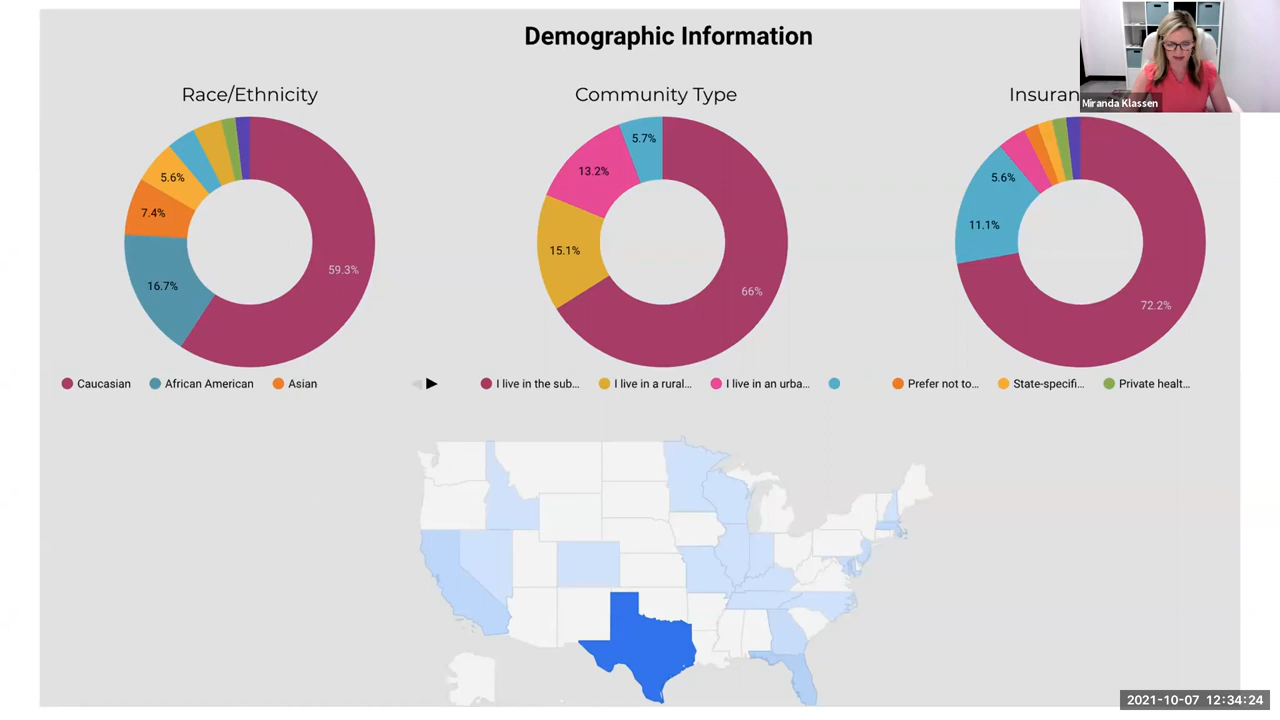 Demographic Information
Race/Ethnicity
Community Type
Insuran
Miranda Klassen
5.6%
7.4%
16.7%
59.3%
5.7%
13.2%
15.1%
66%
5.6%
11.1%
72.2%
Caucasian African American Asian
I live in the sub... I live in a rural... I live in an urba...
Prefer not to... State-specifi... Private healt...
2021-10-07 12:34:24